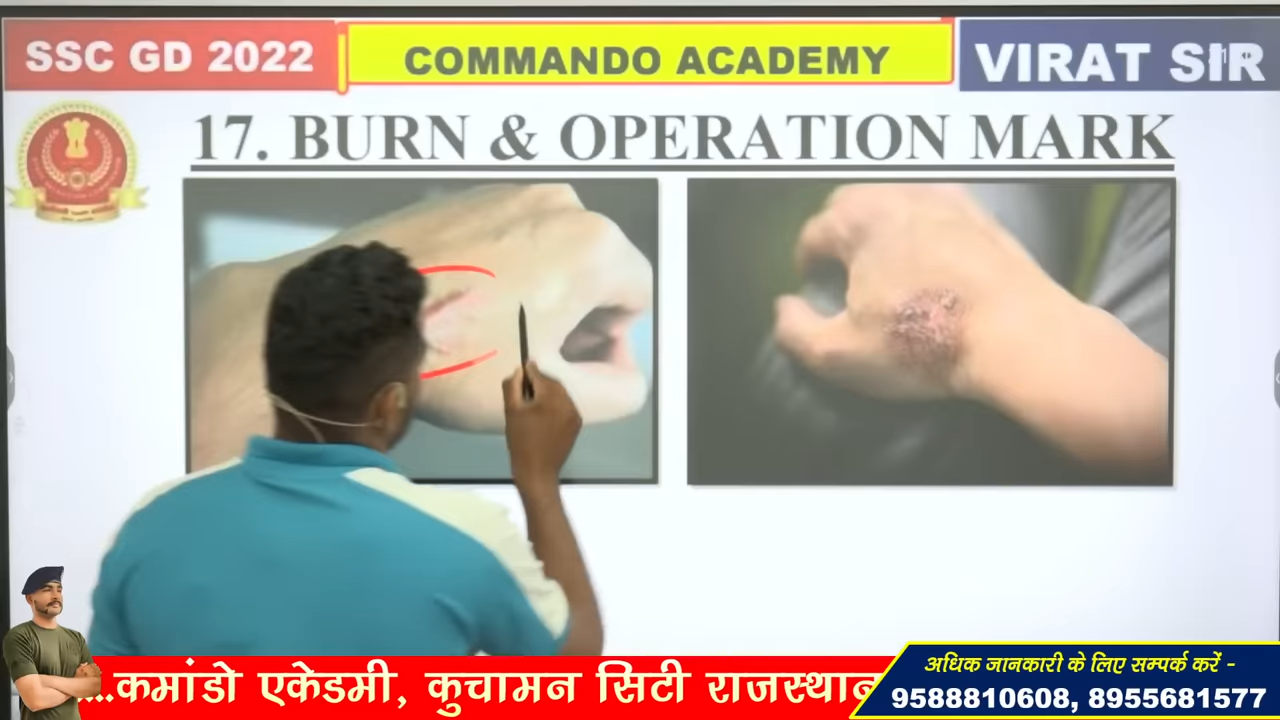 SSC GD 2022
COMMANDO ACADEMY
VIRAT SIR
17. BURN & OPERATION MARK
...कमांडो एकेडमी, कुचामन सिटी राजस्थान
अधिक जानकारी के लिए सम्पर्क करें -
9588810608, 8955681577